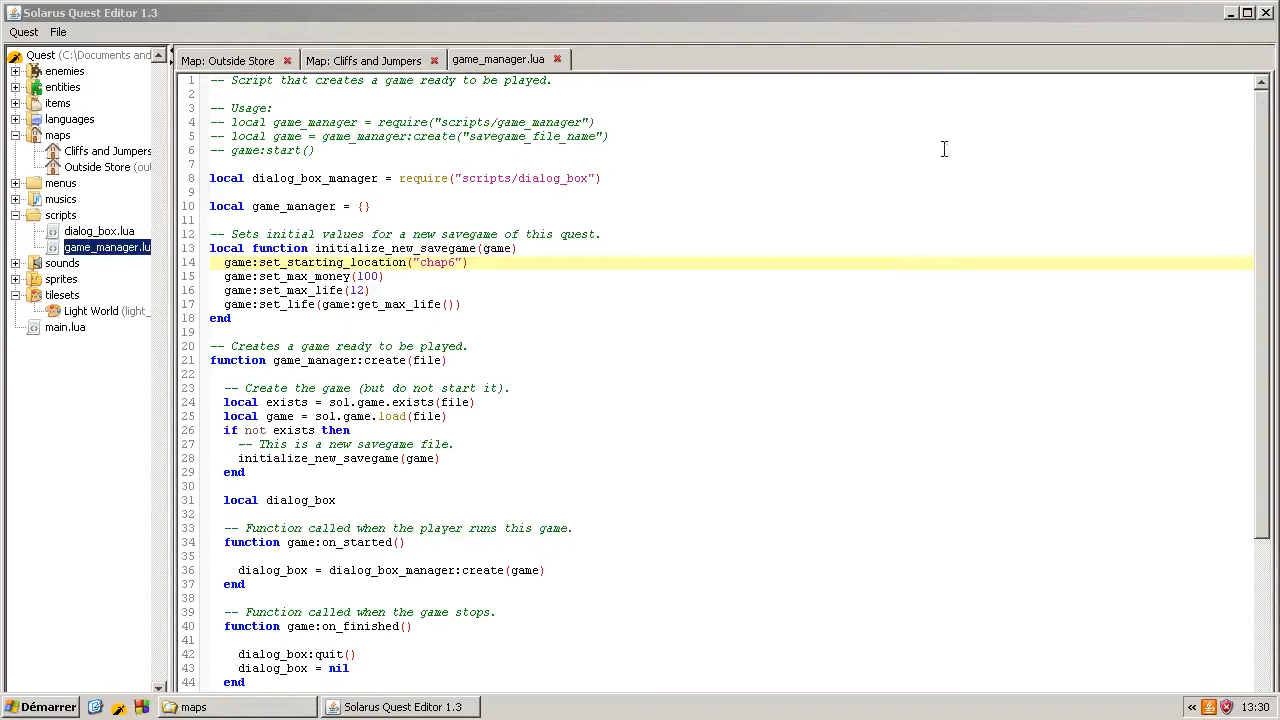 Solarus Quest Editor 1.3
Quest File
Quest (C:\Documents and
enemies
entities
items
languages
maps
Cliffs and Jumpers
Outside Store (ou
menus
musics
scripts
dialog_box.lua
game_manager.lu
sounds
sprites
tilesets
Light World (light_
main.lua
Map: Outside Store Map: Cliffs and Jumpers game_manager.lua
1 -- Script that creates a game ready to be played.
2
3 -- Usage:
4 -- local game_manager = require("scripts/game_manager")
5 -- local game = game_manager:create("savegame_file_name")
6 -- game:start()
7
8 local dialog_box_manager = require("scripts/dialog_box")
9
10 local game_manager = {}
11
12 -- Sets initial values for a new savegame of this quest.
13 local function initialize_new_savegame(game)
14 game:set_starting_location("chap6")
15 game:set_max_money(100)
16 game:set_max_life(12)
17 game:set_life(game:get_max_life())
18 end
19
20 -- Creates a game ready to be played.
21 function game_manager:create(file)
22
23 -- Create the game (but do not start it).
24 local exists = sol.game.exists(file)
25 local game = sol.game.load(file)
26 if not exists then
27 -- This is a new savegame file.
28 initialize_new_savegame(game)
29 end
30
31 local dialog_box
32
33 -- Function called when the player runs this game.
34 function game:on_started()
35
36 dialog_box = dialog_box_manager:create(game)
37 end
38
39 -- Function called when the game stops.
40 function game:on_finished()
41
42 dialog_box:quit()
43 dialog_box = nil
44 end
Démarrer maps Solarus Quest Editor 1.3 « 13:30